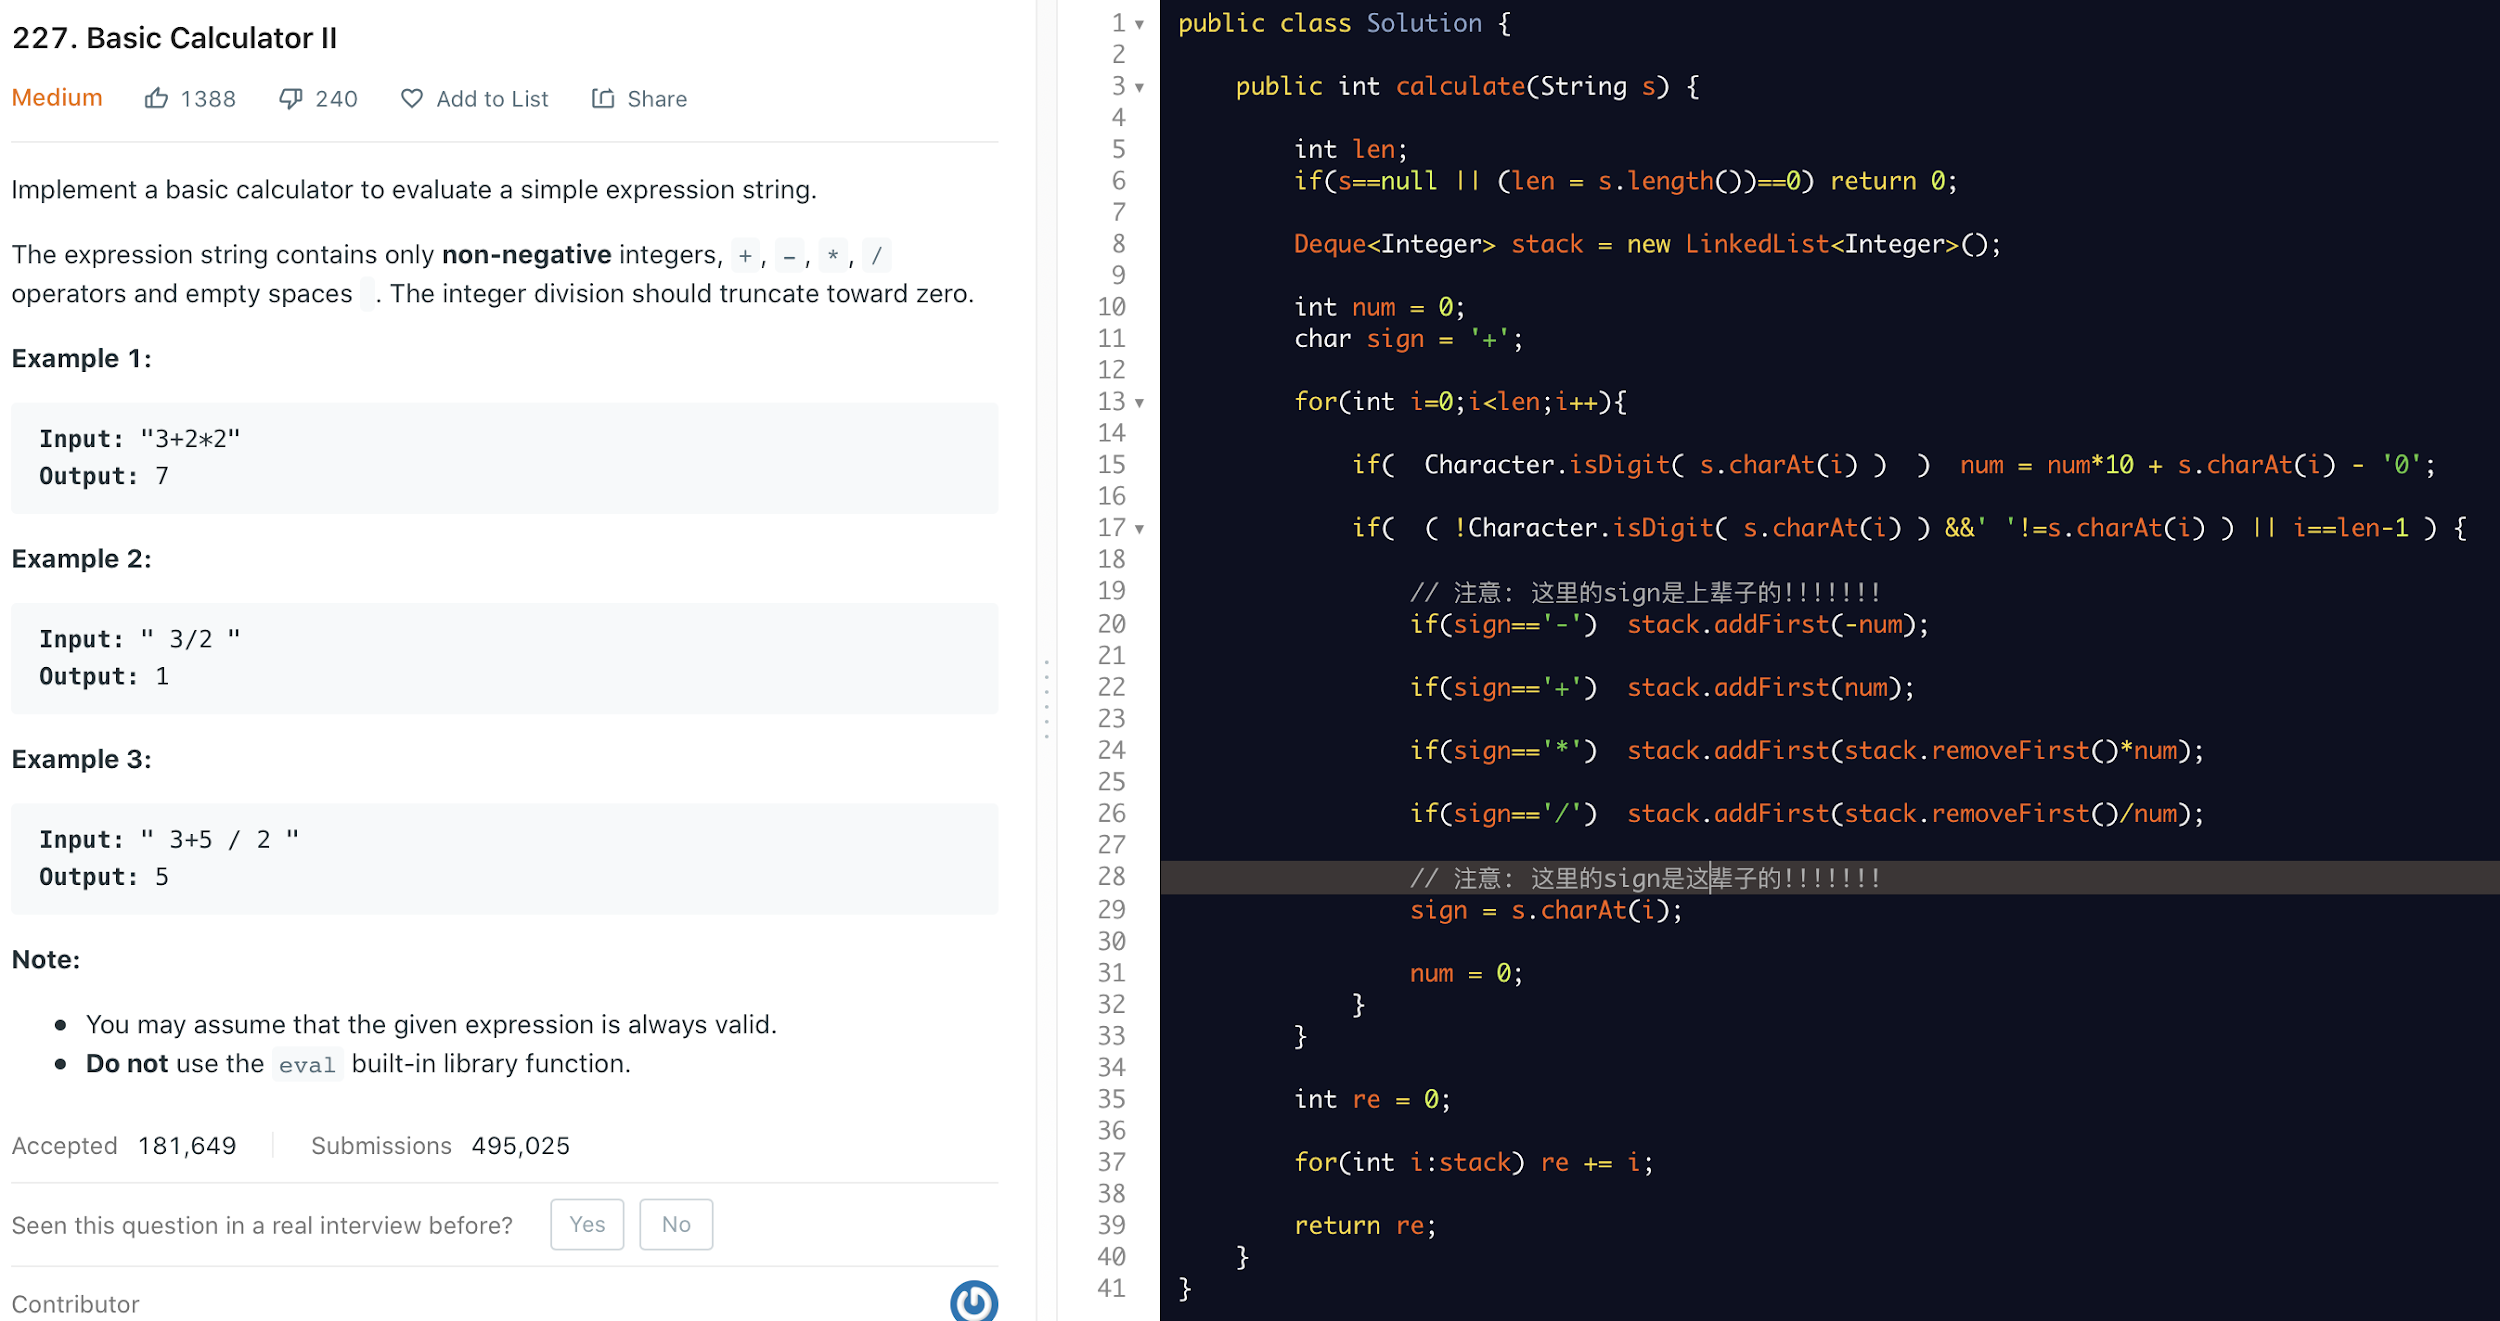 227. Basic Calculator II
Medium 1388 240 Add to List Share
Implement a basic calculator to evaluate a simple expression string.
The expression string contains only non-negative integers, +, -, *, /
operators and empty spaces . The integer division should truncate toward zero.
Example 1:
Input: "3+2*2"
Output: 7
Example 2:
Input: " 3/2 "
Output: 1
Example 3:
Input: " 3+5 / 2 "
Output: 5
Note:
• You may assume that the given expression is always valid.
• Do not use the eval built-in library function.
Accepted 181,649 Submissions 495,025
Seen this question in a real interview before? Yes No
Contributor
1 public class Solution {
2
3 public int calculate(String s) {
4
5 int len;
6 if(s==null || (len = s.length())==0) return 0;
7
8 Deque<Integer> stack = new LinkedList<Integer>();
9
10 int num = 0;
11 char sign = '+';
12
13 for(int i=0;i<len;i++){
14
15 if( Character.isDigit( s.charAt(i) ) ) num = num*10 + s.charAt(i) - '0';
16
17 if( ( !Character.isDigit( s.charAt(i) ) &&' '!=s.charAt(i) ) || i==len-1 ) {
18
19 // 注意: 这里的sign是上辈子的!!!!!!!
20 if(sign=='-') stack.addFirst(-num);
21
22 if(sign=='+') stack.addFirst(num);
23
24 if(sign=='*') stack.addFirst(stack.removeFirst()*num);
25
26 if(sign=='/') stack.addFirst(stack.removeFirst()/num);
27
28 // 注意: 这里的sign是这辈子的!!!!!!!
29 sign = s.charAt(i);
30
31 num = 0;
32 }
33 }
34
35 int re = 0;
36
37 for(int i:stack) re += i;
38
39 return re;
40 }
41 }